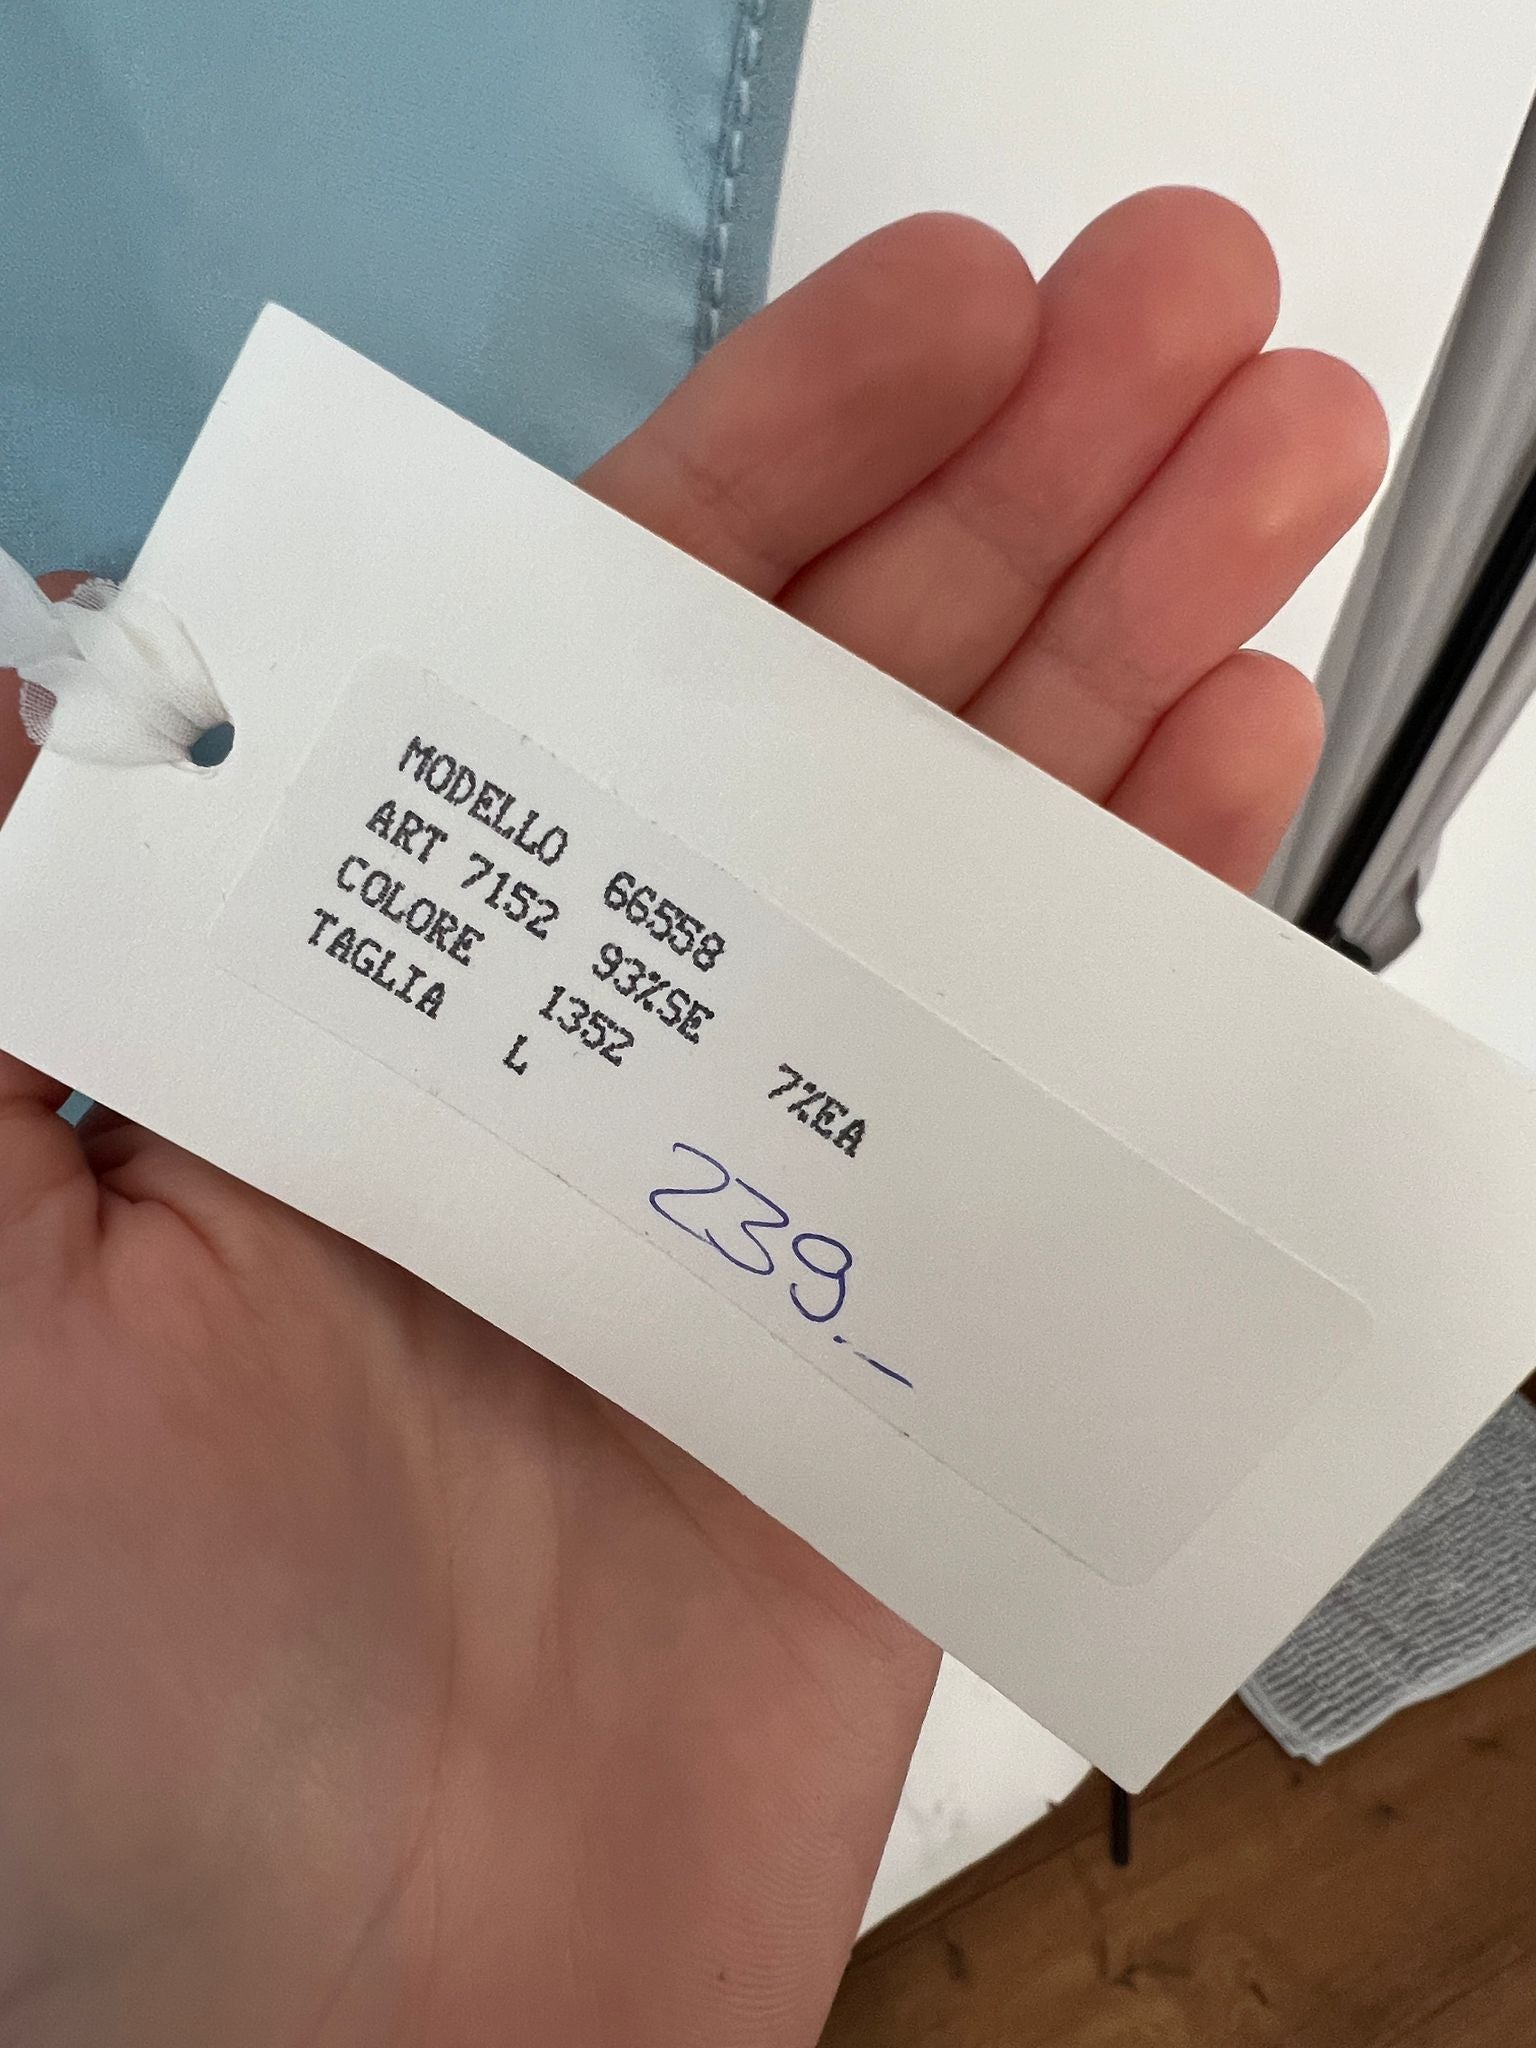 MODELLO 66558
ART 7152 93%SE 7%EA
COLORE 1352
TAGLIA L
239.-